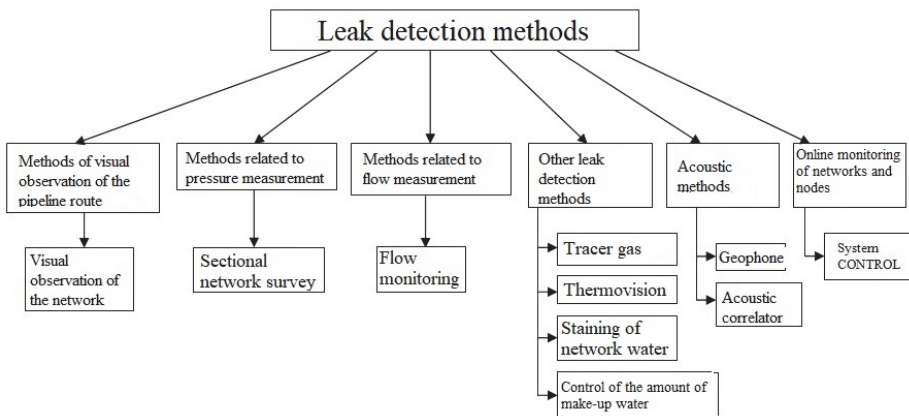 Leak detection methods
Methods of visual
observation of the
pipeline route
Visual
observation of
the network
Methods related to
pressure measurement
Sectional
network survey
Methods related to
flow measurement
Flow
monitoring
Other leak
detection
methods
Tracer gas
Thermovision
Staining of
network water
Control of the amount of
make-up water
Acoustic
methods
Geophone
Acoustic
correlator
Online monitoring
of networks and
nodes
System
CONTROL